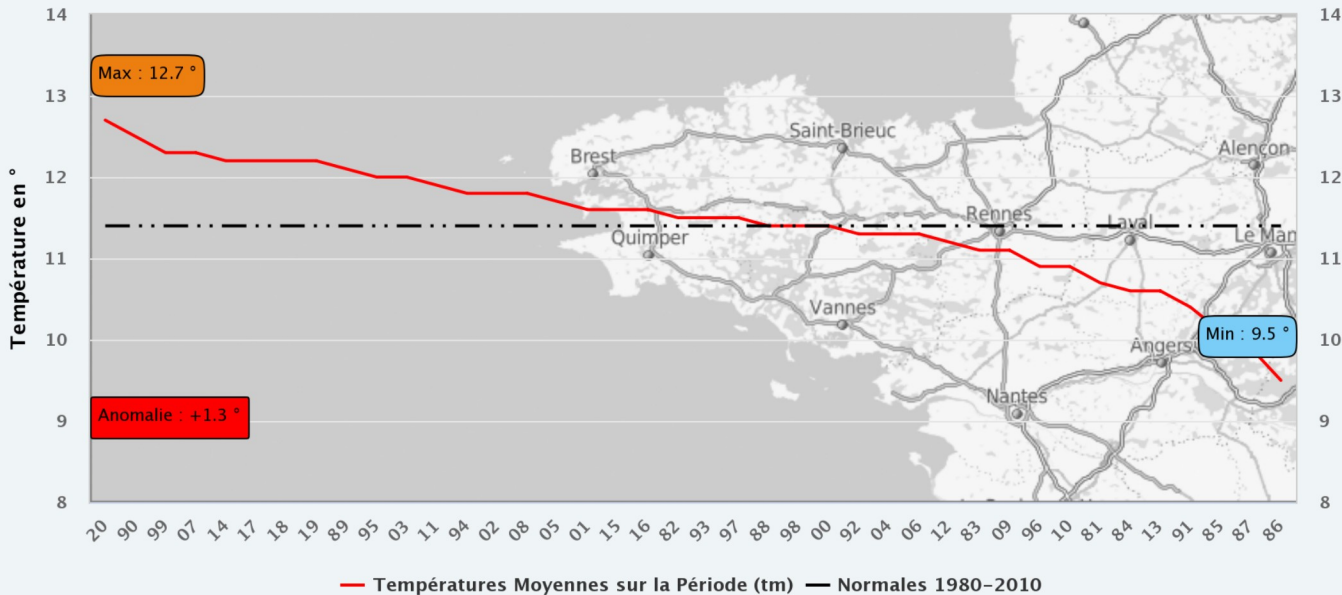 14
14
Max : 12.7 °
13
13
Saint-Brieuc
Alençon
Brest
12
12
Rennes
Laval
Quimper
Le Man
11
11
Vannes
Min : 9.5 °
10
10
Angers
Nantes
Anomalie : +1.3 °
9
9
8
8
Température en °
20 90 99 07 14 17 18 19 89 95 03 11 94 02 08 05 01 15 16 82 93 97 88 98 00 92 04 06 12 83 09 96 10 81 84 13 91 85 87 86
Températures Moyennes sur la Période (tm)
Normales 1980-2010